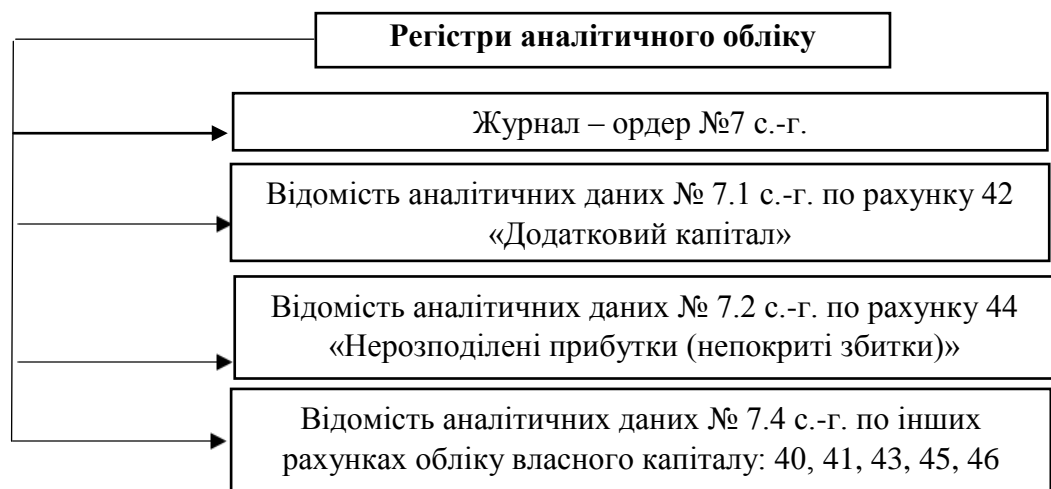 Регістри аналітичного обліку
Журнал – ордер №7 с.-г.
Відомість аналітичних даних № 7.1 с.-г. по рахунку 42
«Додатковий капітал»
Відомість аналітичних даних № 7.2 с.-г. по рахунку 44
«Нерозподілені прибутки (непокриті збитки)»
Відомість аналітичних даних № 7.4 с.-г. по інших
рахунках обліку власного капіталу: 40, 41, 43, 45, 46